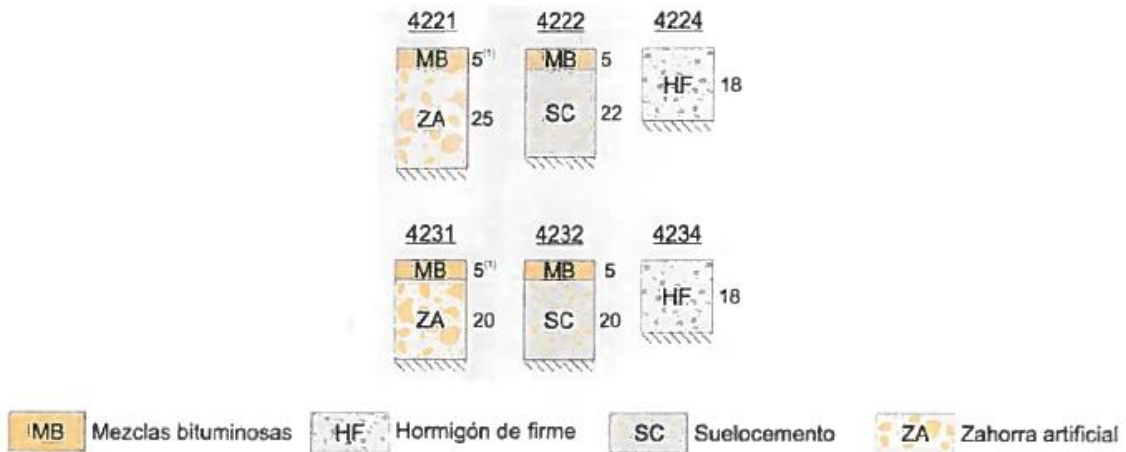 4221 4222 4224
MB 5(1) MB 5
HF 18
ZA 25 SC 22
4231 4232 4234
MB 5(1) MB 5
HF 18
ZA 20 SC 20
MB Mezclas bituminosas HF Hormigón de firme SC Suelocemento ZA Zahorra artificial